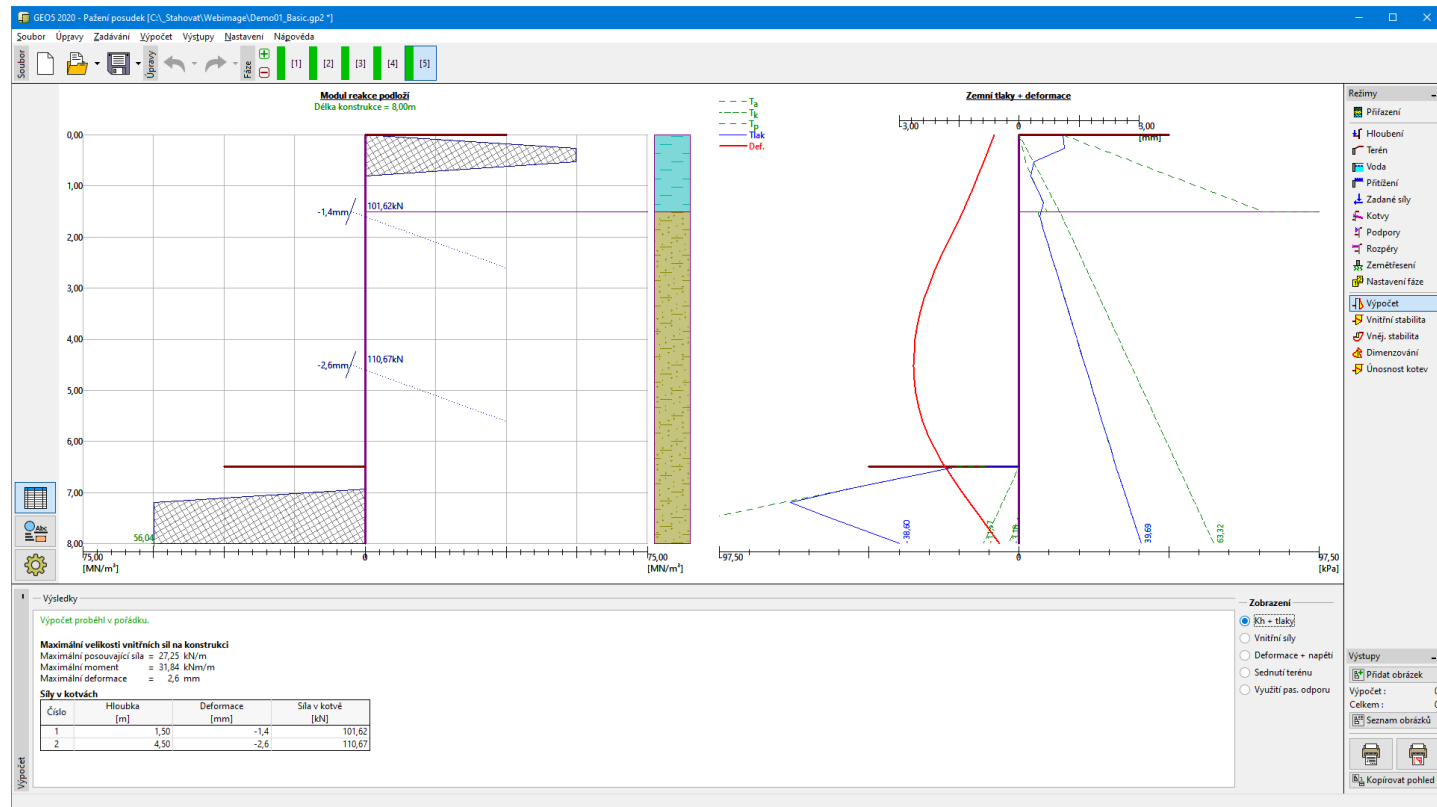 GEO5 2020 - Pažení posudek [C:\_Stahovat\Webimage\Demo01_Basic.gp2 *]
Soubor Úpravy Zadávání Výpočet Výstupy Nastavení Nápověda
Soubor Úpravy Fáze [1] [2] [3] [4] [5]
Modul reakce podloží
Délka konstrukce = 8,00m
0,00
1,00
2,00
3,00
4,00
5,00
6,00
7,00
8,00
-1,4mm 101,62kN
-2,6mm 110,67kN
56,04
75,00 0 75,00
[MN/m³] [MN/m³]
Zemní tlaky + deformace
Ta
Tk
Tp
Tlak
Def.
-3,00 0 3,00
[mm]
-38,60
39,69
63,32
-97,50 0 97,50
[kPa]
Režimy
Přiřazení
Hloubení
Terén
Voda
Přitížení
Zadané síly
Kotvy
Podpory
Rozpěry
Zemětřesení
Nastavení fáze
Výpočet
Vnitřní stabilita
Vněj. stabilita
Dimenzování
Únosnost kotev
Abc
Výpočet
Výsledky
Výpočet proběhl v pořádku.
Maximální velikosti vnitřních sil na konstrukci
Maximální posouvající síla = 27,25 kN/m
Maximální moment = 31,84 kNm/m
Maximální deformace = 2,6 mm
Síly v kotvách
Číslo Hloubka Deformace Síla v kotvě
[m] [mm] [kN]
1 1,50 -1,4 101,62
2 4,50 -2,6 110,67
Zobrazení
Kh + tlaky
Vnitřní síly
Deformace + napětí
Sednutí terénu
Využití pas. odporu
Výstupy
Přidat obrázek
Výpočet : 0
Celkem : 0
Seznam obrázků
Kopírovat pohled